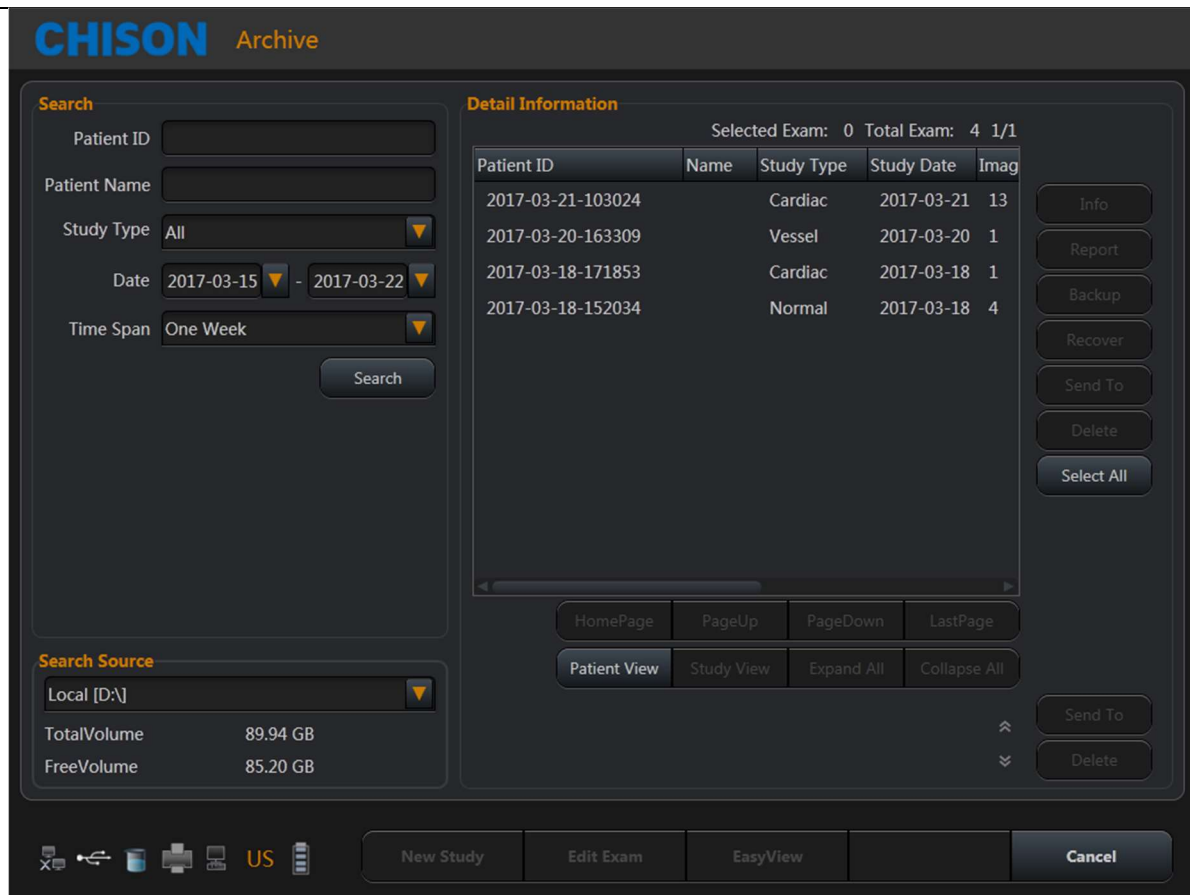 CHISON Archive
Search
Patient ID
Patient Name
Study Type All
Date 2017-03-15 - 2017-03-22
Time Span One Week
Search
Search Source
Local [D:\]
TotalVolume 89.94 GB
FreeVolume 85.20 GB
Detail Information
Selected Exam: 0 Total Exam: 4 1/1
Patient ID Name Study Type Study Date Imag
2017-03-21-103024 Cardiac 2017-03-21 13
2017-03-20-163309 Vessel 2017-03-20 1
2017-03-18-171853 Cardiac 2017-03-18 1
2017-03-18-152034 Normal 2017-03-18 4
HomePage PageUp PageDown LastPage
Patient View Study View Expand All Collapse All
Info
Report
Backup
Recover
Send To
Delete
Select All
Send To
Delete
US New Study Edit Exam EasyView Cancel